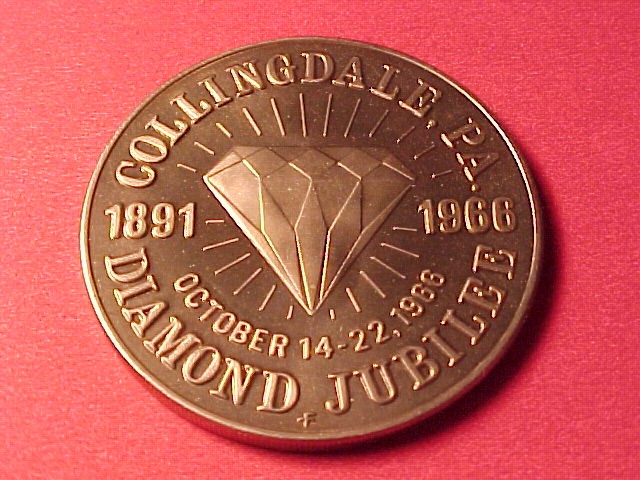 COLLINGDALE, PA.
1891
1966
OCTOBER 14-22, 1966
DIAMOND JUBILEE